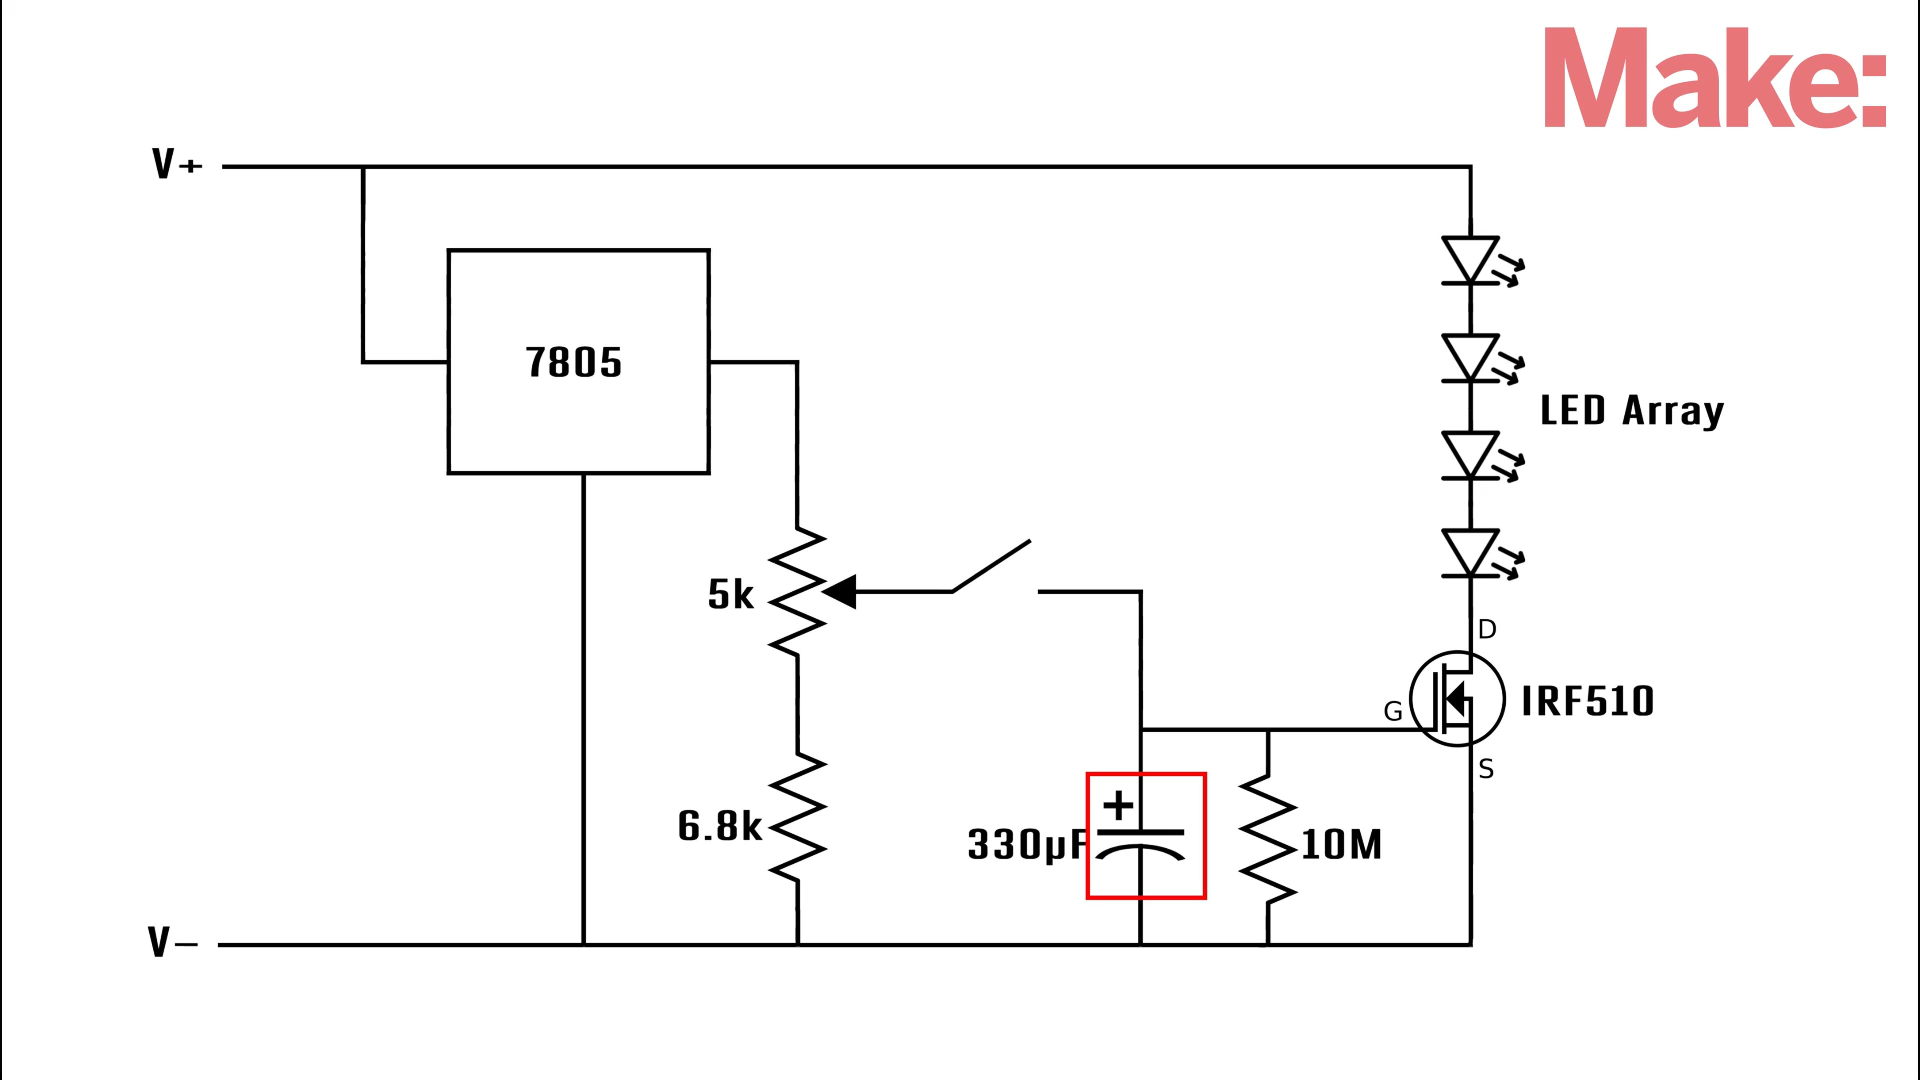 Make:
V+
7805
LED Array
5k
D
G
IRF510
S
6.8k
+
330µF
10M
V−